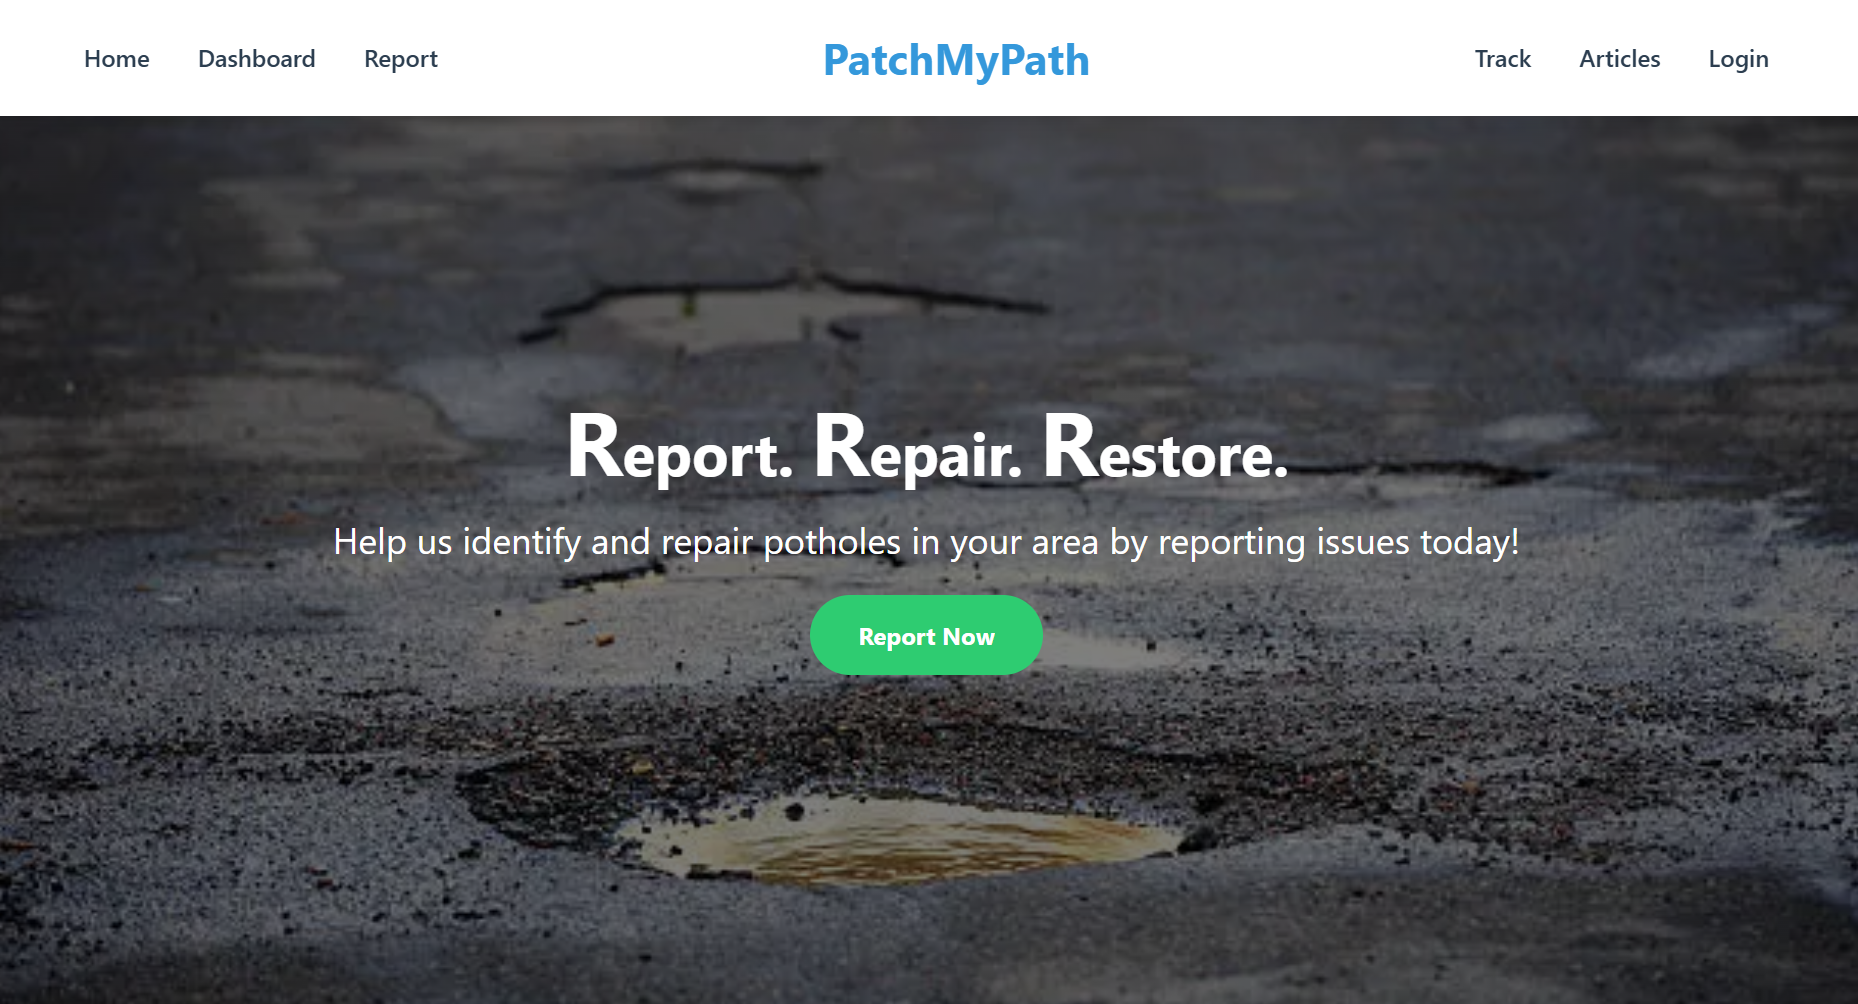 Home Dashboard Report PatchMyPath Track Articles Login
Report. Repair. Restore.
Help us identify and repair potholes in your area by reporting issues today!
Report Now